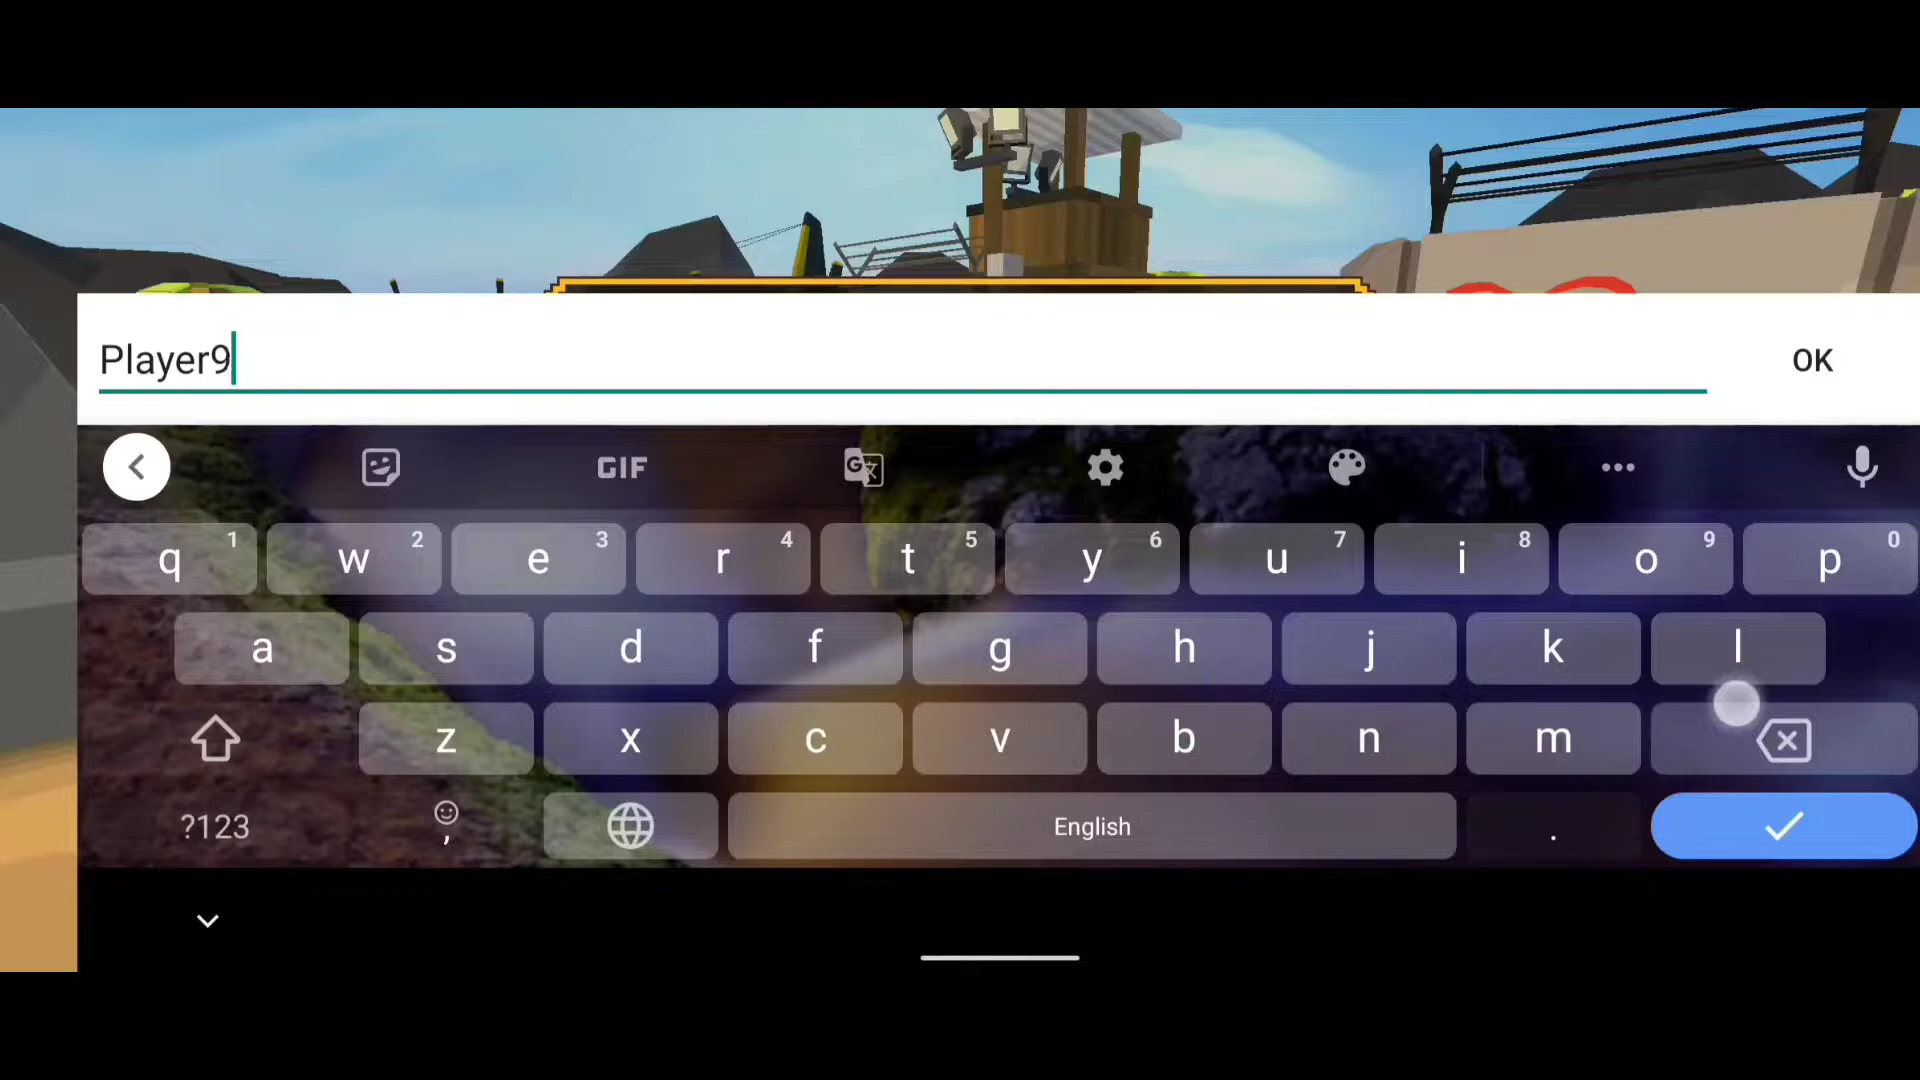 Player9
OK
GIF
G
q 1 w 2 e 3 r 4 t 5 y 6 u 7 i 8 o 9 p 0
a s d f g h j k l
z x c v b n m
?123 , English .